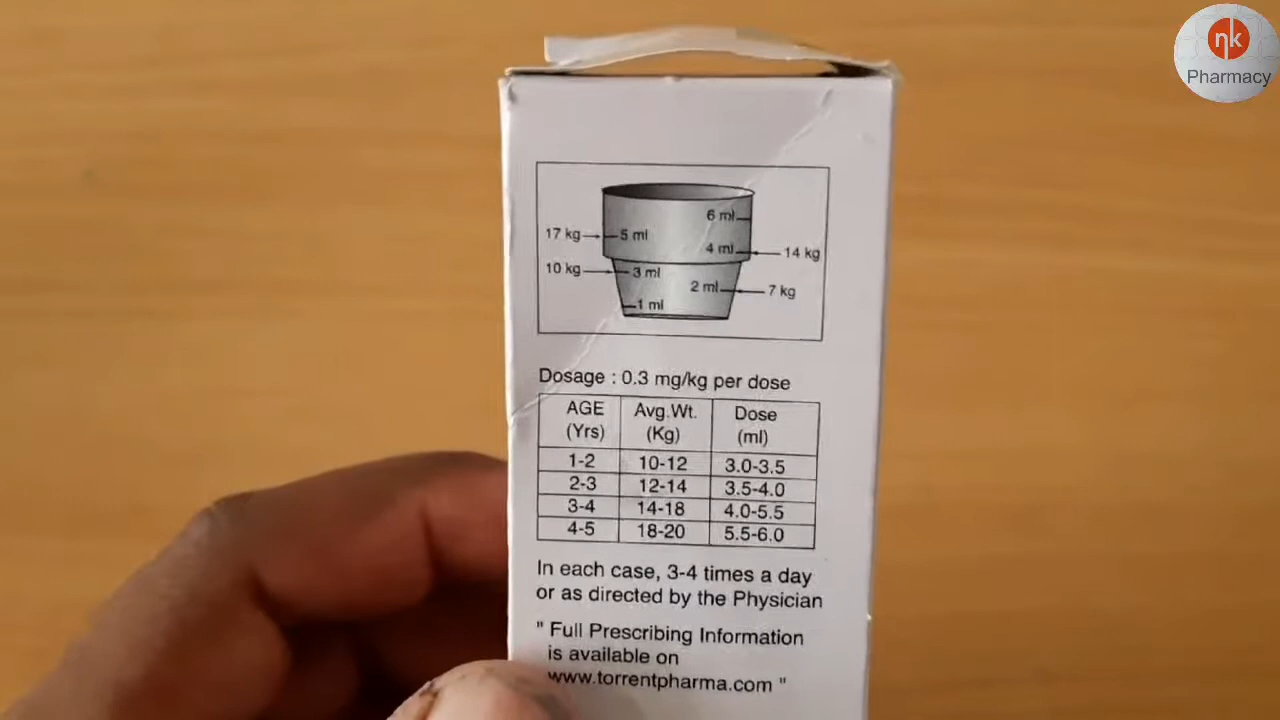 ηk
Pharmacy
6 ml
17 kg 5 ml
4 ml 14 kg
10 kg 3 ml
2 ml 7 kg
1 ml
Dosage : 0.3 mg/kg per dose
AGE (Yrs) Avg.Wt. (Kg) Dose (ml)
1-2 10-12 3.0-3.5
2-3 12-14 3.5-4.0
3-4 14-18 4.0-5.5
4-5 18-20 5.5-6.0
In each case, 3-4 times a day
or as directed by the Physician
" Full Prescribing Information
is available on
www.torrentpharma.com "